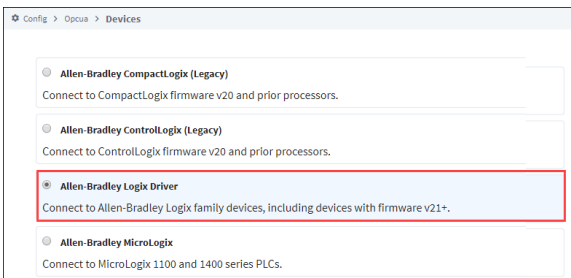 Config > Opcua > Devices
Allen-Bradley CompactLogix (Legacy)
Connect to CompactLogix firmware v20 and prior processors.
Allen-Bradley ControlLogix (Legacy)
Connect to ControlLogix firmware v20 and prior processors.
Allen-Bradley Logix Driver
Connect to Allen-Bradley Logix family devices, including devices with firmware v21+.
Allen-Bradley MicroLogix
Connect to MicroLogix 1100 and 1400 series PLCs.